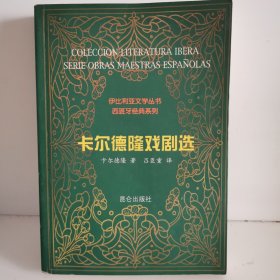 COLECCIÓN LITERATURA IBERA
SERIE OBRAS MAESTRAS ESPAÑOLAS
伊比利亚文学丛书
西班牙经典系列
卡尔德隆戏剧选
卡尔德隆 著 吕臣重 译
昆仑出版社